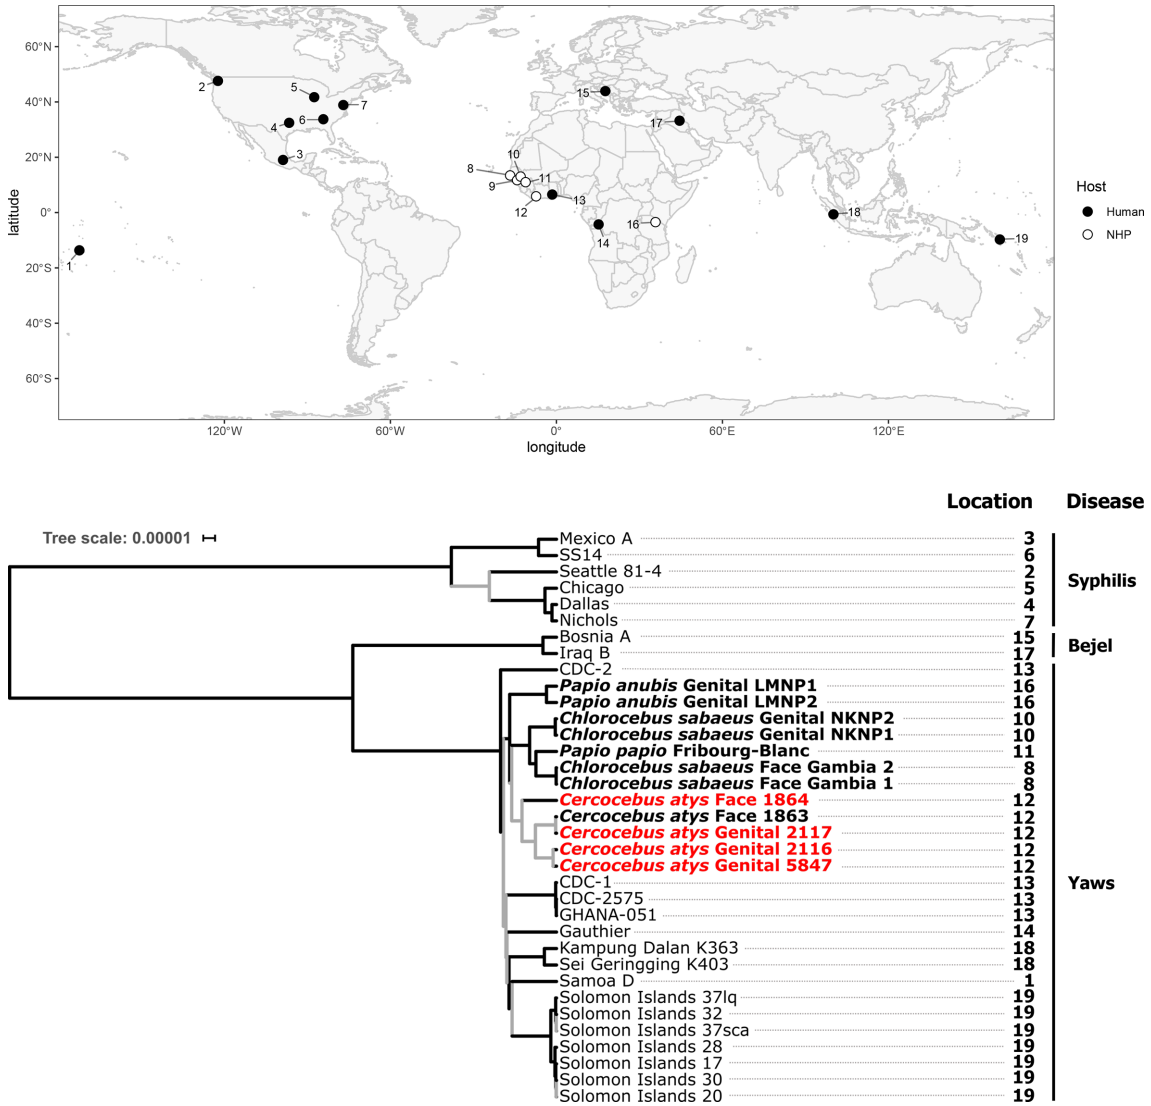 60°N
40°N
20°N
0°
20°S
40°S
60°S
latitude
2
5
7
6
4
3
1
15
17
10
8
9
11
12
13
16
14
18
19
120°W
60°W
0°
60°E
120°E
longitude
Host
Human
NHP
Location Disease
Tree scale: 0.00001
Mexico A 3
SS14 6
Seattle 81-4 2
Chicago 5
Dallas 4
Nichols 7
Syphilis
Bosnia A 15
Iraq B 17
Bejel
CDC-2 13
Papio anubis Genital LMNP1 16
Papio anubis Genital LMNP2 16
Chlorocebus sabaeus Genital NKNP2 10
Chlorocebus sabaeus Genital NKNP1 10
Papio papio Fribourg-Blanc 11
Chlorocebus sabaeus Face Gambia 2 8
Chlorocebus sabaeus Face Gambia 1 8
Cercocebus atys Face 1864 12
Cercocebus atys Face 1863 12
Cercocebus atys Genital 2117 12
Cercocebus atys Genital 2116 12
Cercocebus atys Genital 5847 12
CDC-1 13
CDC-2575 13
GHANA-051 13
Gauthier 14
Kampung Dalan K363 18
Sei Geringging K403 18
Samoa D 1
Solomon Islands 37lq 19
Solomon Islands 32 19
Solomon Islands 37sca 19
Solomon Islands 28 19
Solomon Islands 17 19
Solomon Islands 30 19
Solomon Islands 20 19
Yaws